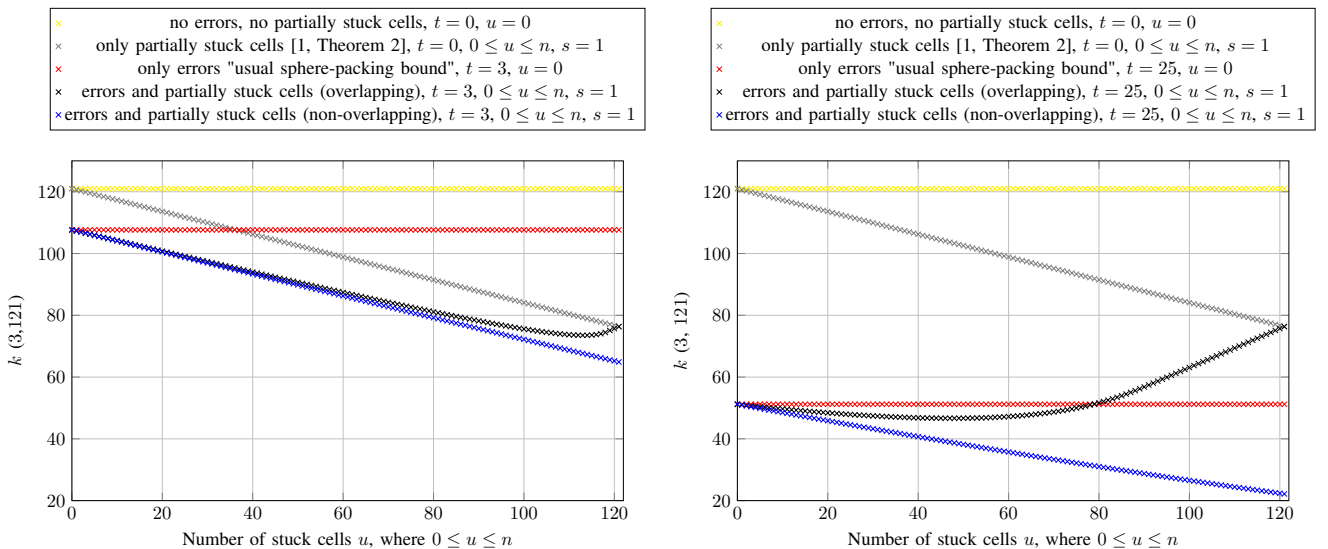 no errors, no partially stuck cells, t = 0, u = 0
only partially stuck cells [1, Theorem 2], t = 0, 0 ≤ u ≤ n, s = 1
only errors "usual sphere-packing bound", t = 3, u = 0
errors and partially stuck cells (overlapping), t = 3, 0 ≤ u ≤ n, s = 1
errors and partially stuck cells (non-overlapping), t = 3, 0 ≤ u ≤ n, s = 1
120
100
80
60
40
20
k (3,121)
0 20 40 60 80 100 120
Number of stuck cells u, where 0 ≤ u ≤ n
no errors, no partially stuck cells, t = 0, u = 0
only partially stuck cells [1, Theorem 2], t = 0, 0 ≤ u ≤ n, s = 1
only errors "usual sphere-packing bound", t = 25, u = 0
errors and partially stuck cells (overlapping), t = 25, 0 ≤ u ≤ n, s = 1
errors and partially stuck cells (non-overlapping), t = 25, 0 ≤ u ≤ n, s = 1
120
100
80
60
40
20
k (3, 121)
0 20 40 60 80 100 120
Number of stuck cells u, where 0 ≤ u ≤ n